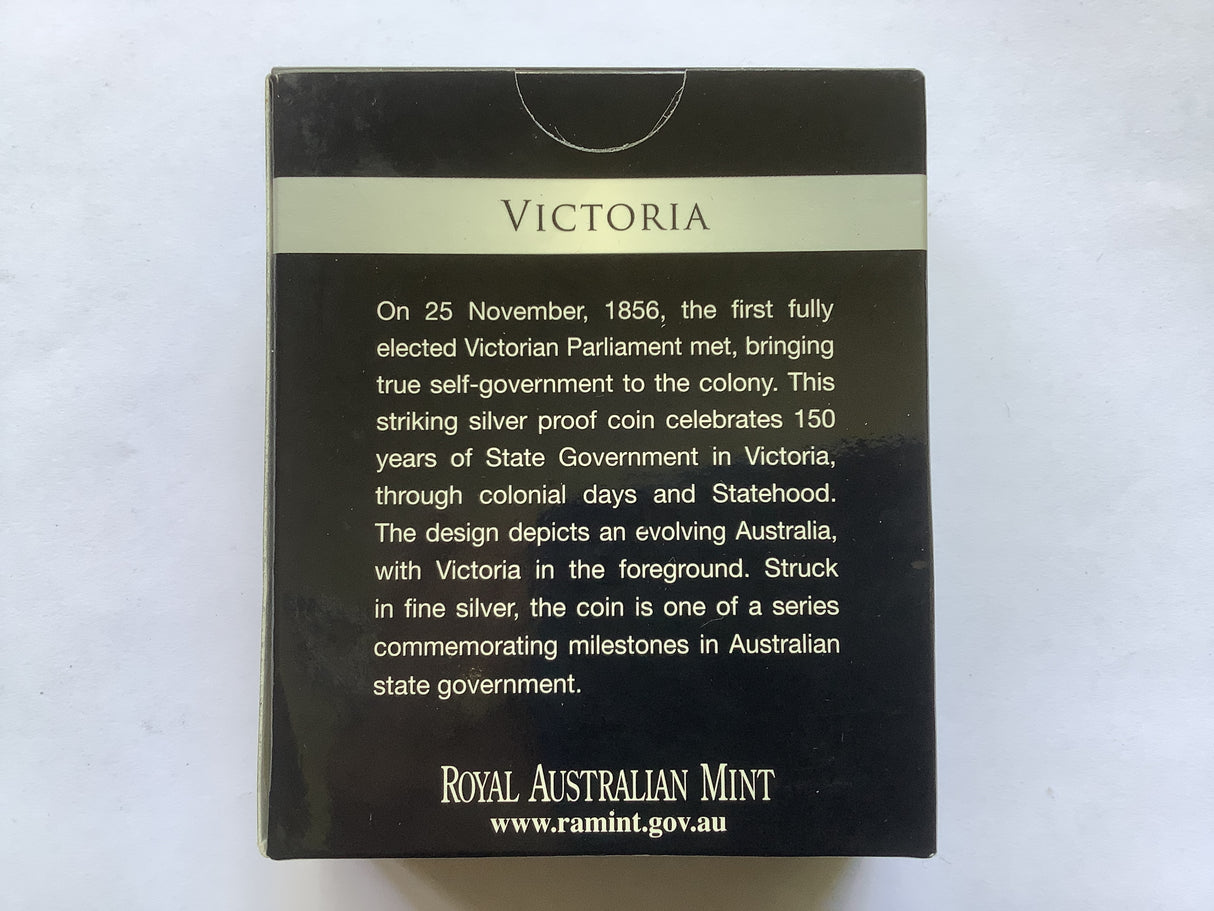 VICTORIA
On 25 November, 1856, the first fully
elected Victorian Parliament met, bringing
true self-government to the colony. This
striking silver proof coin celebrates 150
years of State Government in Victoria,
through colonial days and Statehood.
The design depicts an evolving Australia,
with Victoria in the foreground. Struck
in fine silver, the coin is one of a series
commemorating milestones in Australian
state government.
ROYAL AUSTRALIAN MINT
www.ramint.gov.au